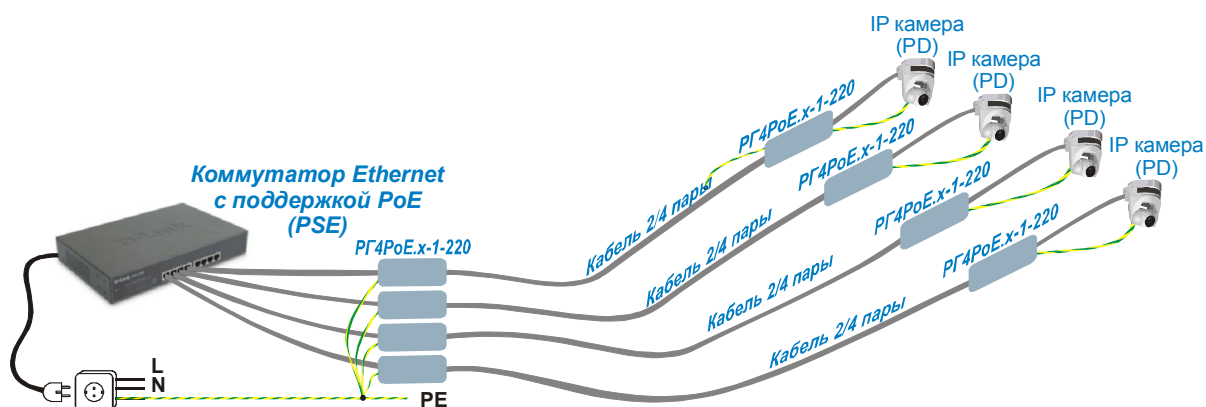 IP камера
(PD)
IP камера
(PD)
IP камера
(PD)
IP камера
(PD)
РГ4PoE.x-1-220
РГ4PoE.x-1-220
РГ4PoE.x-1-220
РГ4PoE.x-1-220
Коммутатор Ethernet
с поддержкой PoE
(PSE)
D-Link
РГ4PoE.x-1-220
Кабель 2/4 пары
Кабель 2/4 пары
Кабель 2/4 пары
Кабель 2/4 пары
L
N
PE